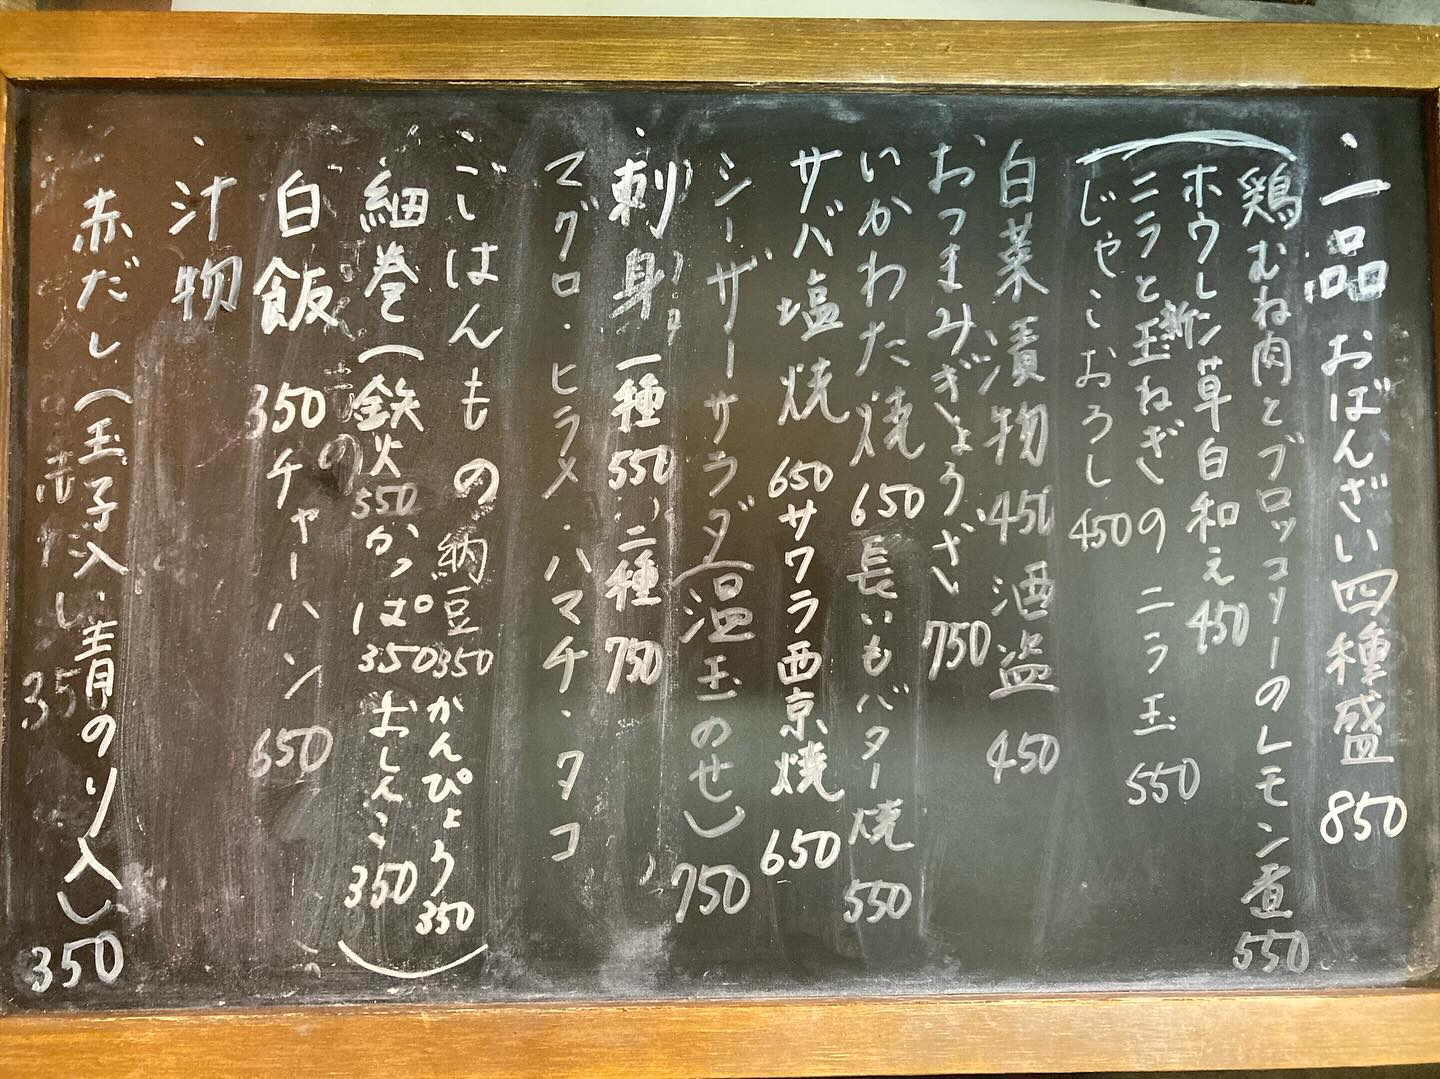 ・一品 おばんざい四種盛 850
鶏むね肉とブロッコリーのレモン煮 550
ホウレン草白和え 450
ニラと新玉ねぎのニラ玉 550
じゃこおろし 450
白菜漬物 450 酒盗 450
おつまみぎょうざ 750
いかわた焼 650 長いもバター焼 550
サバ塩焼 650 サワラ西京焼 650
シーザーサラダ(温玉のせ) 750
・刺身 一種 550、二種 750
マグロ・ヒラメ・ハマチ・タコ
・ごはんもの
細巻(鉄火 550 かっぱ 350 おしんこ 350
納豆 350 かんぴょう 350)
白飯 350 チャーハン 650
・汁物
赤だし(玉子入・青のり入) 350